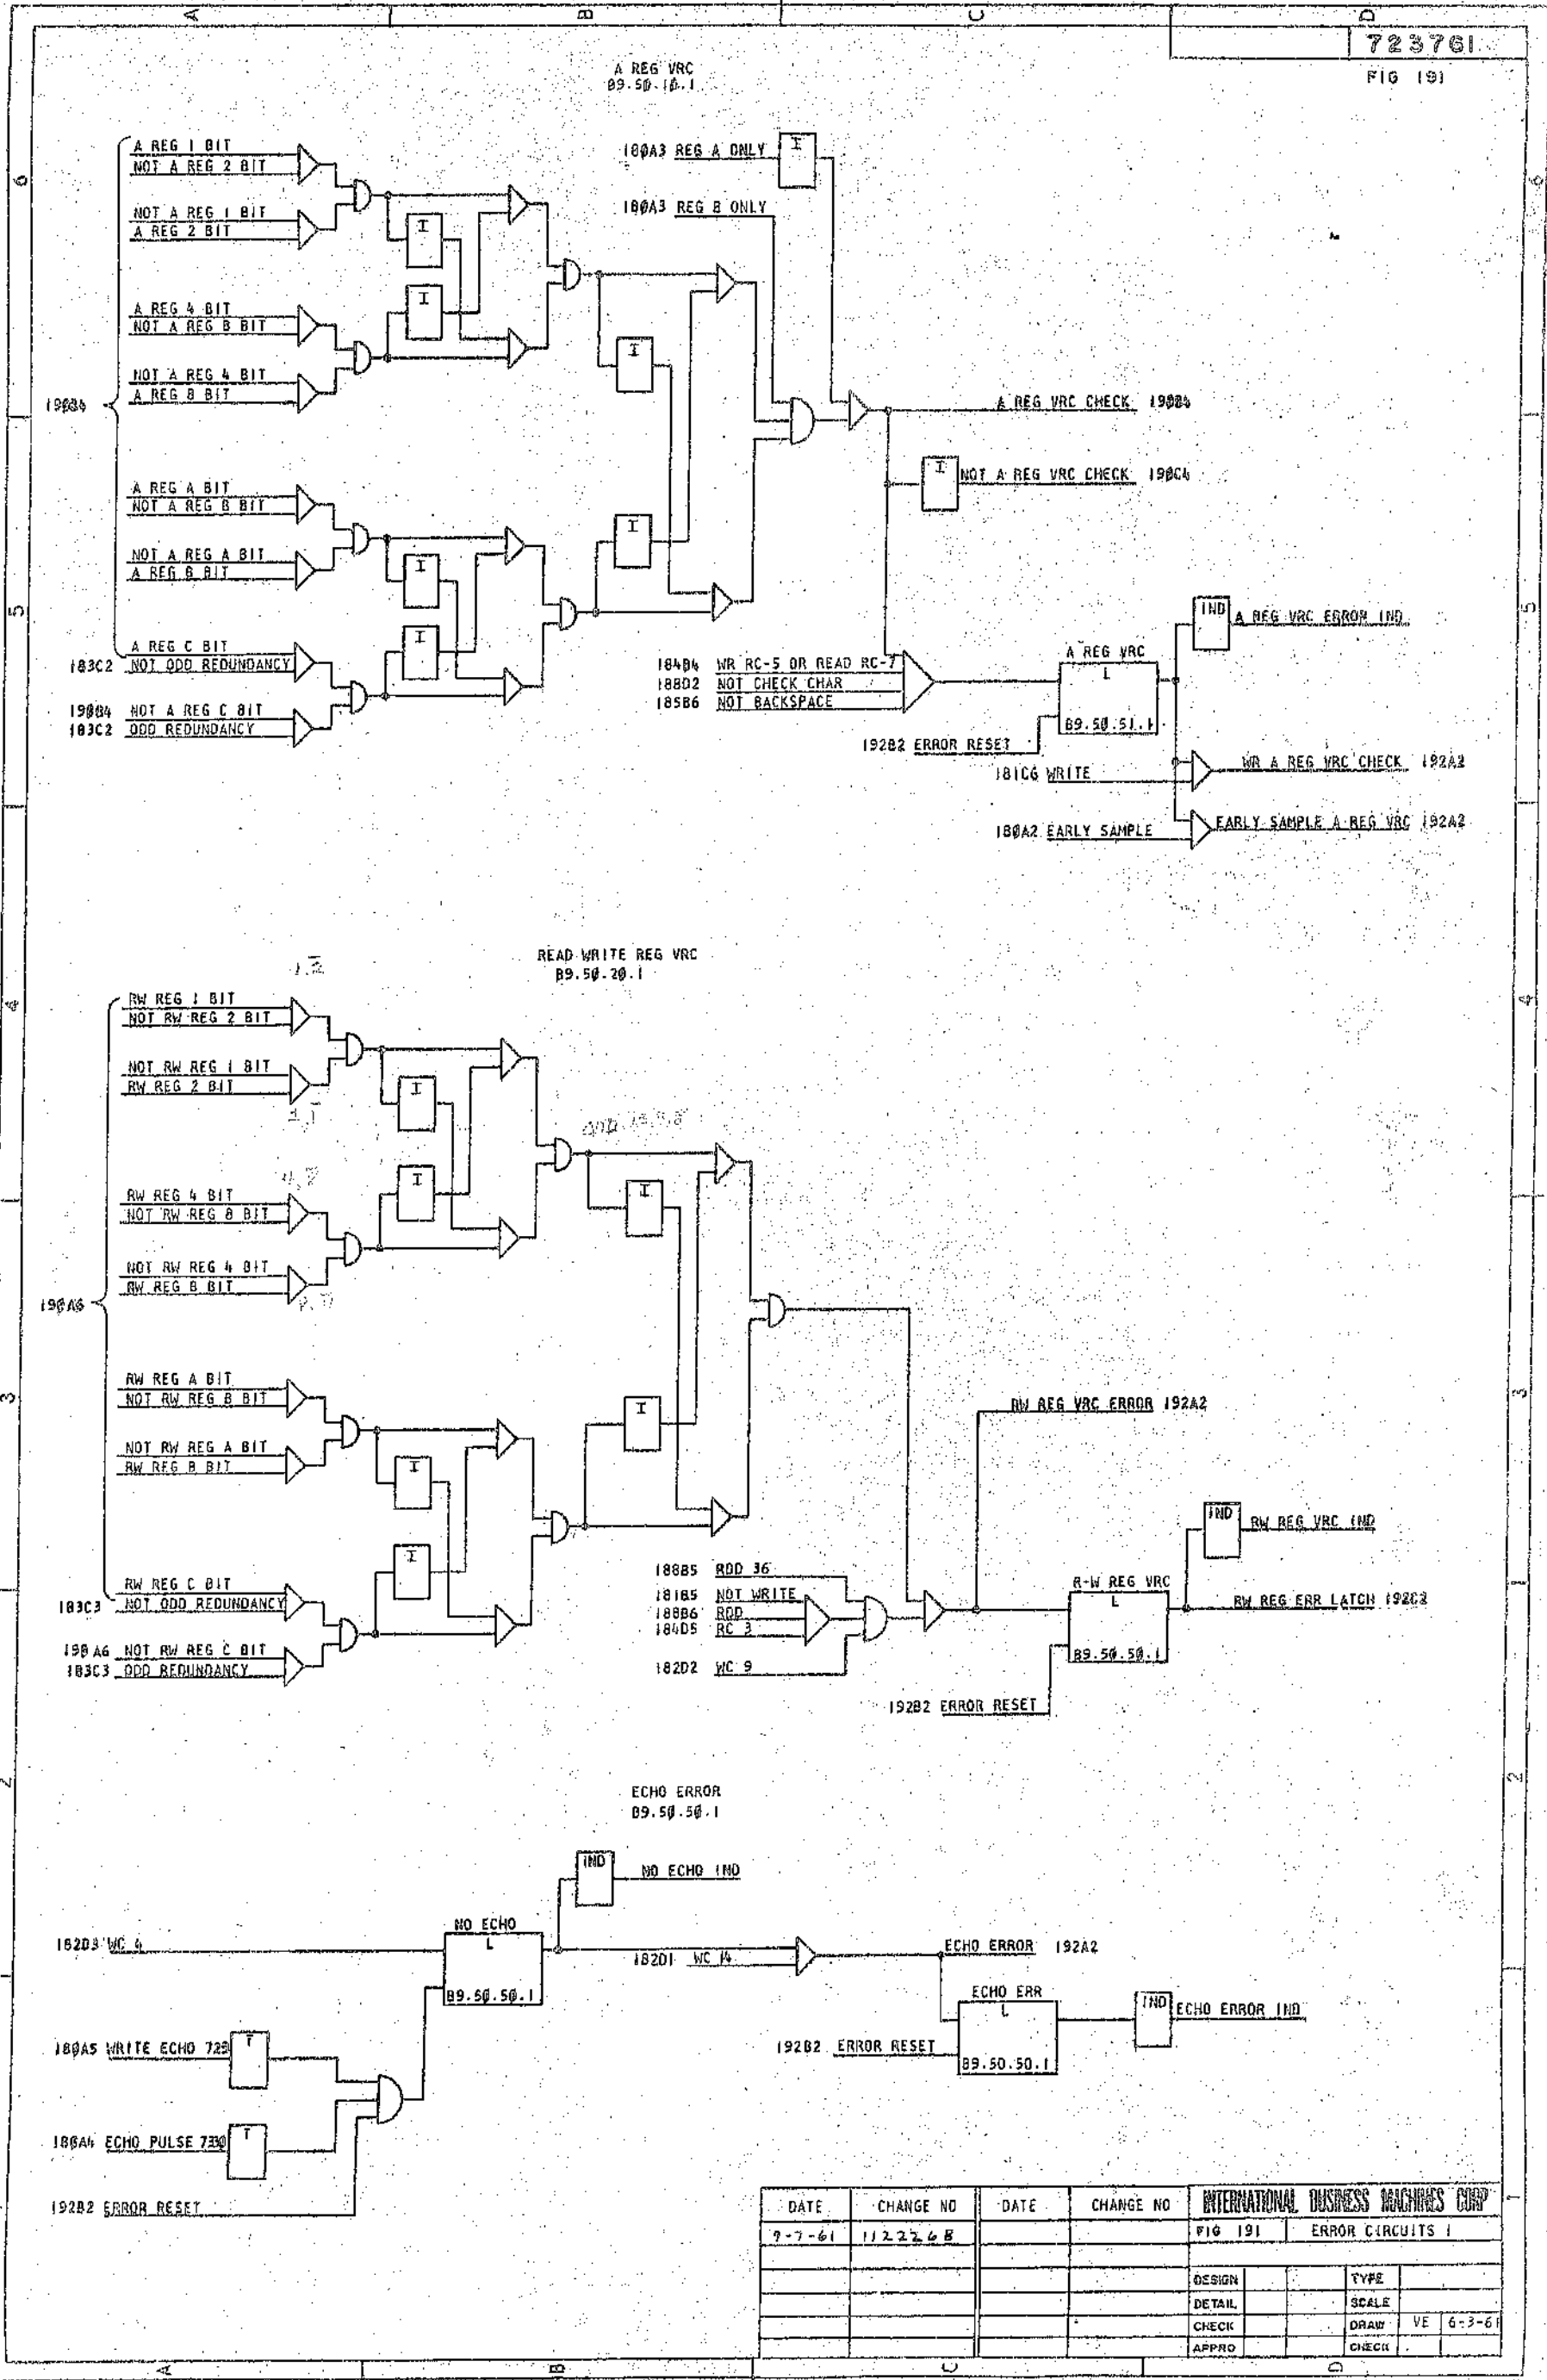 A
B
C
D
723761
FIG 191
A REG VRC
B9.50.10.1
6
6
A REG 1 BIT
NOT A REG 2 BIT
NOT A REG 1 BIT
A REG 2 BIT
A REG 4 BIT
NOT A REG 8 BIT
NOT A REG 4 BIT
A REG 8 BIT
190B4
A REG A BIT
NOT A REG B BIT
NOT A REG A BIT
A REG B BIT
A REG C BIT
183C2 NOT ODD REDUNDANCY
190B4 NOT A REG C BIT
183C2 ODD REDUNDANCY
I
I
I
I
I
I
180A3 REG A ONLY
I
180A3 REG B ONLY
A REG VRC CHECK 190B4
I
NOT A REG VRC CHECK 190C4
5
5
184B4 WR RC-5 OR READ RC-7
188D2 NOT CHECK CHAR
185B6 NOT BACKSPACE
A REG VRC
L
B9.50.51.1
192B2 ERROR RESET
IND
A REG VRC ERROR IND
181C6 WRITE
WR A REG VRC CHECK 192A2
180A2 EARLY SAMPLE
EARLY SAMPLE A REG VRC 192A2
READ WRITE REG VRC
B9.50.20.1
4
4
RW REG 1 BIT
NOT RW REG 2 BIT
NOT RW REG 1 BIT
RW REG 2 BIT
RW REG 4 BIT
NOT RW REG 8 BIT
NOT RW REG 4 BIT
RW REG 8 BIT
190A6
RW REG A BIT
NOT RW REG B BIT
NOT RW REG A BIT
RW REG B BIT
RW REG C BIT
183C3 NOT ODD REDUNDANCY
190A6 NOT RW REG C BIT
183C3 ODD REDUNDANCY
I
I
I
I
I
I
3
3
RW REG VRC ERROR 192A2
188B5 RDD 36
181B5 NOT WRITE
188B6 RDD
184D5 RC 3
182D2 WC 9
R-W REG VRC
L
B9.50.50.1
192B2 ERROR RESET
IND
RW REG VRC IND
RW REG ERR LATCH 192C2
2
2
ECHO ERROR
B9.50.50.1
IND
NO ECHO IND
182D3 WC 4
NO ECHO
L
B9.50.50.1
182D1 WC 14
ECHO ERROR 192A2
ECHO ERR
L
B9.50.50.1
192B2 ERROR RESET
IND
ECHO ERROR IND
180A5 WRITE ECHO 729
T
180A4 ECHO PULSE 7330
T
192B2 ERROR RESET
1
DATE CHANGE NO DATE CHANGE NO
9-7-61 112226B
INTERNATIONAL BUSINESS MACHINES CORP
FIG 191 ERROR CIRCUITS 1
DESIGN TYPE
DETAIL SCALE
CHECK DRAW VE 6-3-61
APPRO CHECK
A
B
C
D